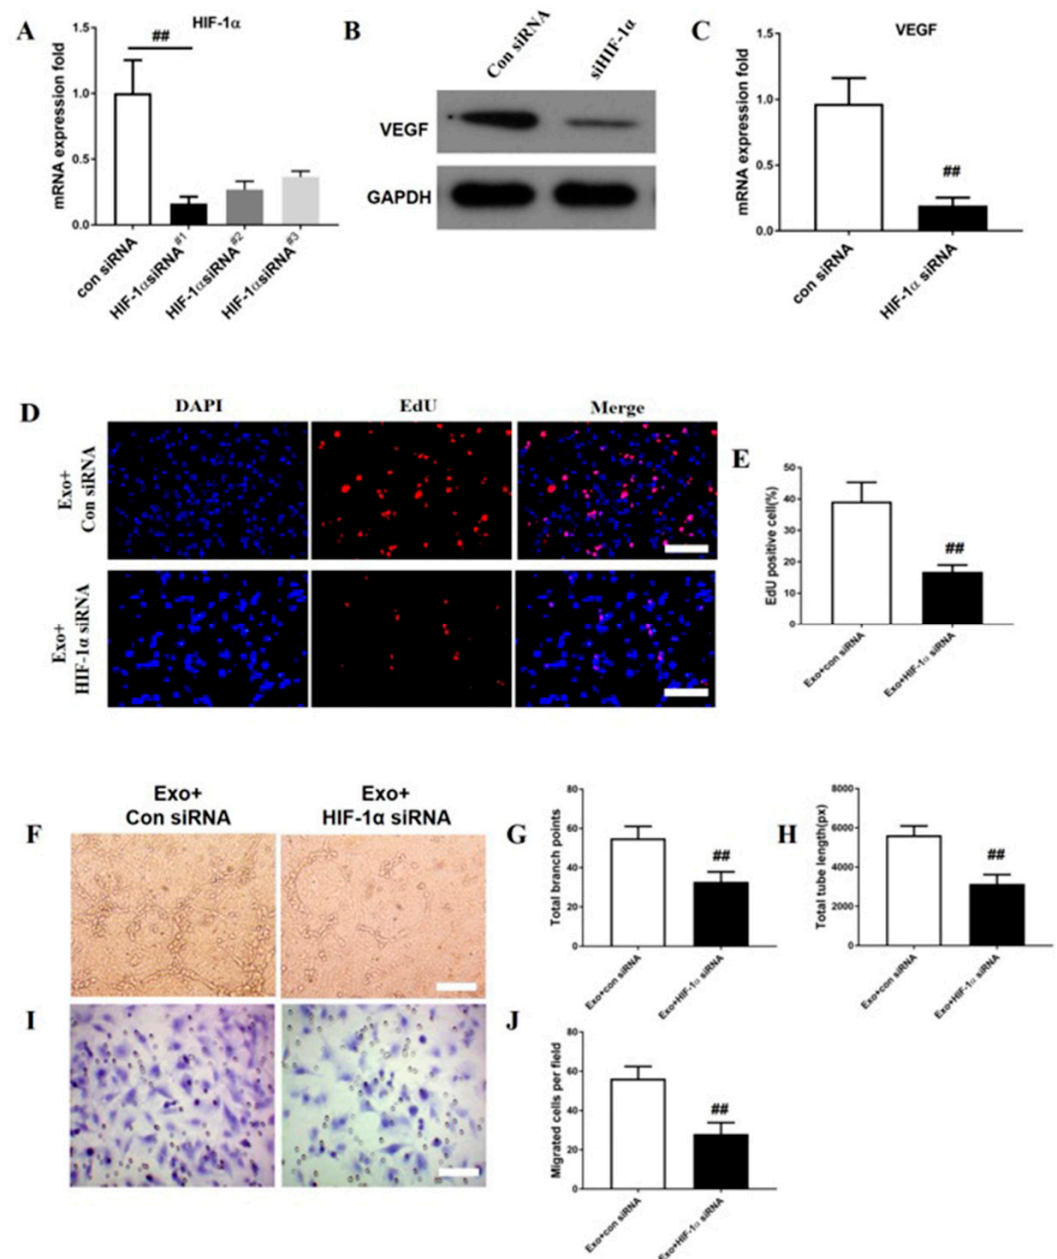 A
HIF-1α
##
mRNA expression fold
1.5
1.0
0.5
0.0
con siRNA
HIF-1αsiRNA#1
HIF-1αsiRNA#2
HIF-1αsiRNA#3
B
Con siRNA
siHIF-1α
VEGF
GAPDH
C
VEGF
mRNA expression fold
1.5
1.0
0.5
0.0
##
con siRNA
HIF-1α siRNA
D
DAPI
EdU
Merge
Exo+
Con siRNA
Exo+
HIF-1α siRNA
E
EdU positive cell(%)
50
40
30
20
10
0
##
Exo+con siRNA
Exo+HIF-1α siRNA
F
Exo+
Con siRNA
Exo+
HIF-1α siRNA
G
Total branch points
80
60
40
20
0
##
Exo+con siRNA
Exo+HIF-1α siRNA
H
Total tube length(px)
8000
6000
4000
2000
0
##
Exo+con siRNA
Exo+HIF-1α siRNA
I
J
Migrated cells per field
80
60
40
20
0
##
Exo+con siRNA
Exo+HIF-1α siRNA